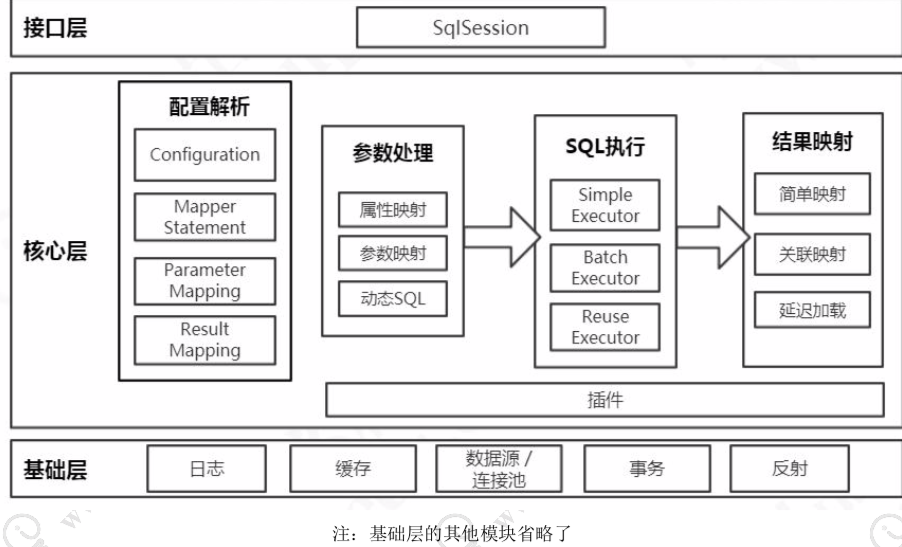 接口层
SqlSession
核心层
配置解析
Configuration
Mapper
Statement
Parameter
Mapping
Result
Mapping
参数处理
属性映射
参数映射
动态SQL
SQL执行
Simple
Executor
Batch
Executor
Reuse
Executor
结果映射
简单映射
关联映射
延迟加载
插件
基础层
日志
缓存
数据源 /
连接池
事务
反射
注：基础层的其他模块省略了